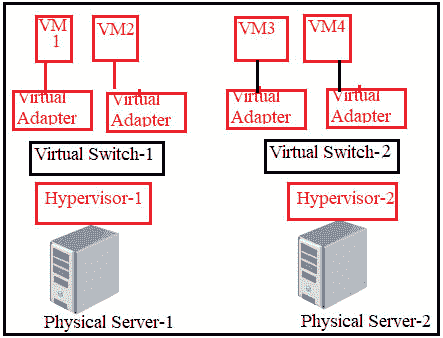 VM
1
VM2
VM3
VM4
Virtual
Adapter
Virtual
Adapter
Virtual
Adapter
Virtual
Adapter
Virtual Switch-1
Virtual Switch-2
Hypervisor-1
Hypervisor-2
Physical Server-1
Physical Server-2